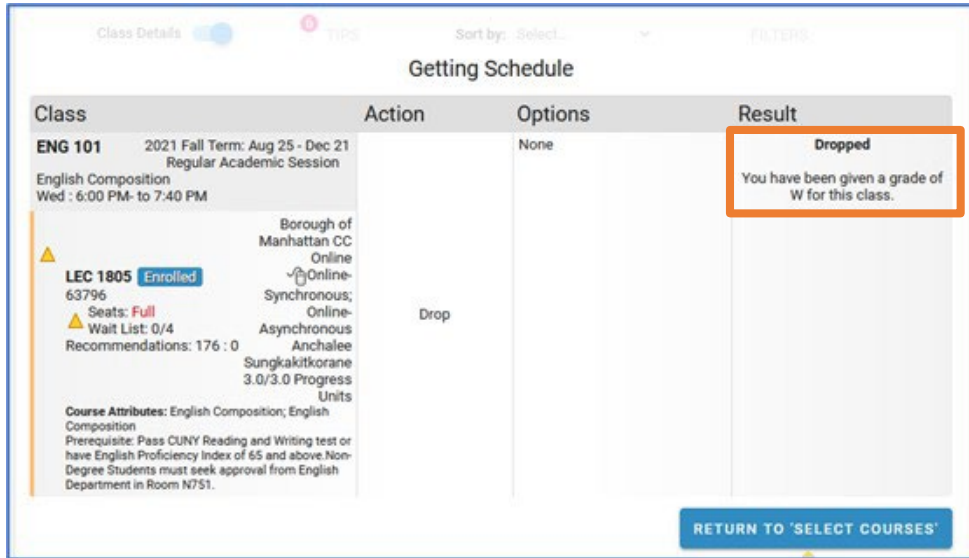 Class Details
6
TIPS
Sort by: Select...
FILTERS
Getting Schedule
Class
Action
Options
Result
ENG 101
2021 Fall Term: Aug 25 - Dec 21
Regular Academic Session
English Composition
Wed : 6:00 PM- to 7:40 PM
None
Dropped
You have been given a grade of
W for this class.
Borough of
Manhattan CC
Online
LEC 1805 Enrolled
Online-
63796
Synchronous;
Seats: Full
Online-
Wait List: 0/4
Asynchronous
Recommendations: 176 : 0
Anchalee
Sungkakitkorane
3.0/3.0 Progress
Units
Drop
Course Attributes: English Composition; English
Composition
Prerequisite: Pass CUNY Reading and Writing test or
have English Proficiency Index of 65 and above.Non-
Degree Students must seek approval from English
Department in Room N751.
RETURN TO 'SELECT COURSES'